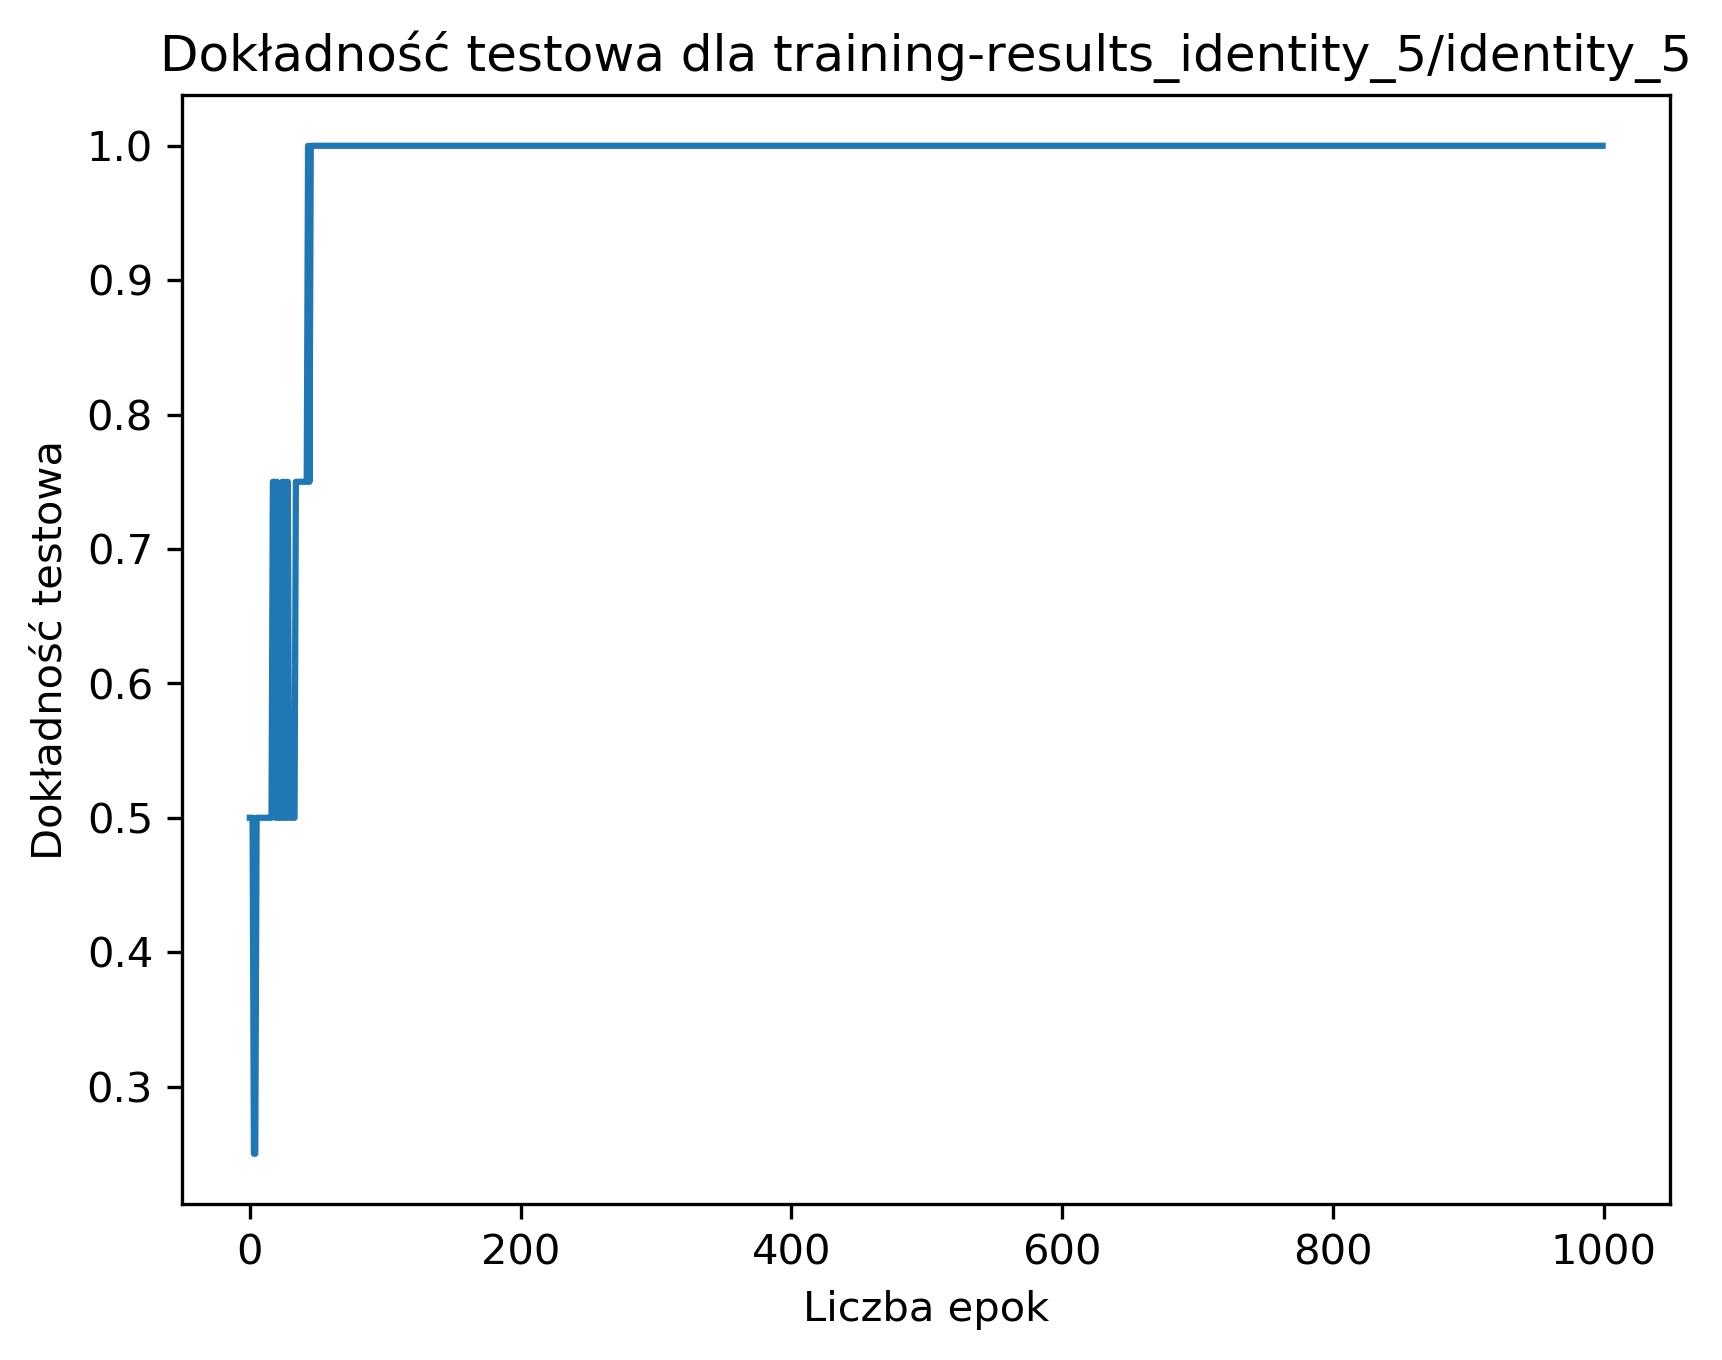 Dokładność testowa dla training-results_identity_5/identity_5
1.0
0.9
0.8
0.7
0.6
0.5
0.4
0.3
Dokładność testowa
0 200 400 600 800 1000
Liczba epok